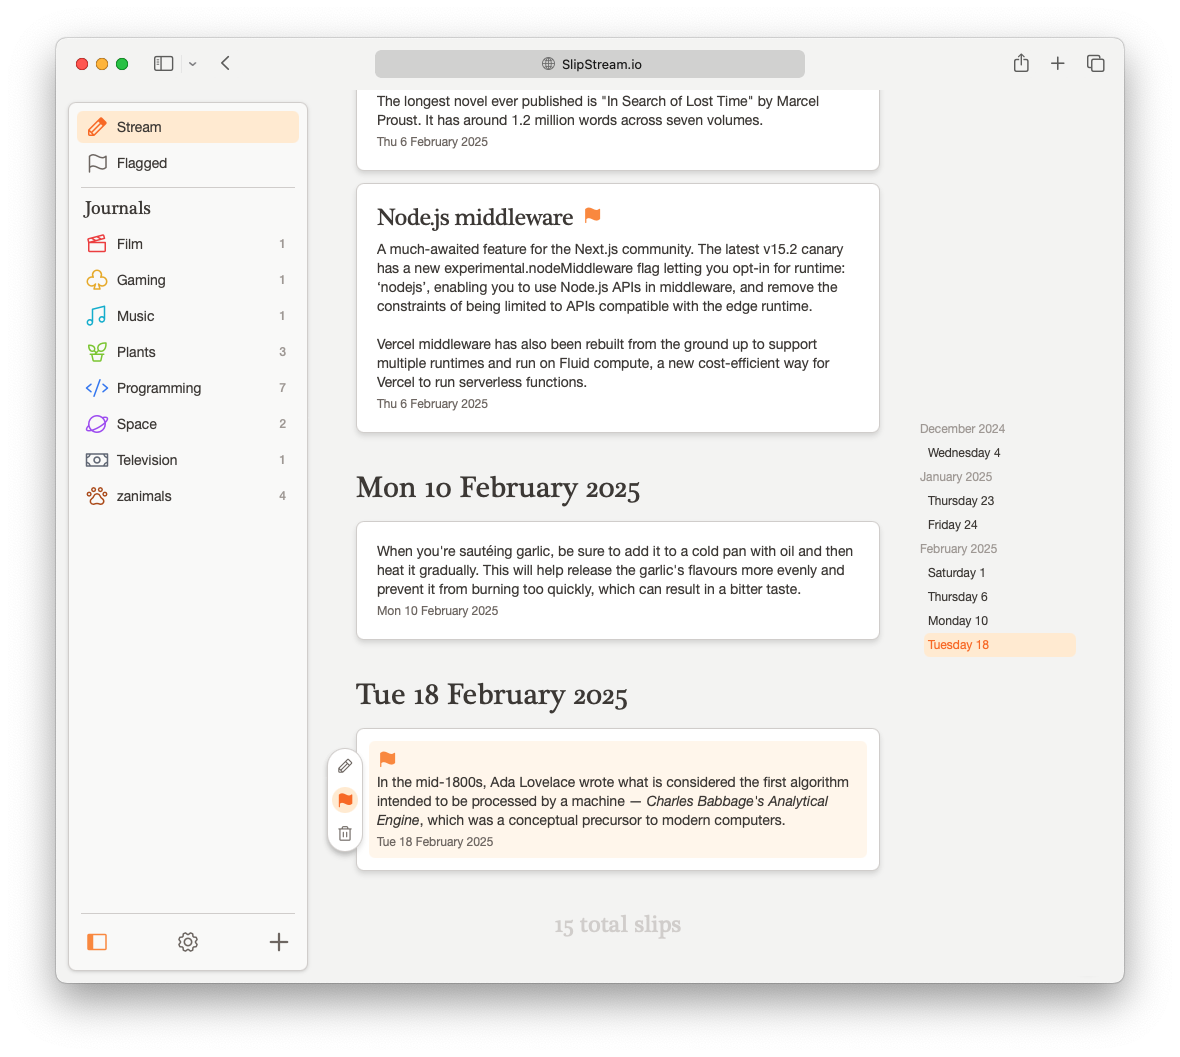 SlipStream.io
Stream
Flagged
Journals
Film 1
Gaming 1
Music 1
Plants 3
Programming 7
Space 2
Television 1
zanimals 4
The longest novel ever published is "In Search of Lost Time" by Marcel
Proust. It has around 1.2 million words across seven volumes.
Thu 6 February 2025
Node.js middleware
A much-awaited feature for the Next.js community. The latest v15.2 canary
has a new experimental.nodeMiddleware flag letting you opt-in for runtime:
‘nodejs’, enabling you to use Node.js APIs in middleware, and remove the
constraints of being limited to APIs compatible with the edge runtime.
Vercel middleware has also been rebuilt from the ground up to support
multiple runtimes and run on Fluid compute, a new cost-efficient way for
Vercel to run serverless functions.
Thu 6 February 2025
Mon 10 February 2025
When you're sautéing garlic, be sure to add it to a cold pan with oil and then
heat it gradually. This will help release the garlic's flavours more evenly and
prevent it from burning too quickly, which can result in a bitter taste.
Mon 10 February 2025
Tue 18 February 2025
In the mid-1800s, Ada Lovelace wrote what is considered the first algorithm
intended to be processed by a machine — Charles Babbage's Analytical
Engine, which was a conceptual precursor to modern computers.
Tue 18 February 2025
15 total slips
December 2024
Wednesday 4
January 2025
Thursday 23
Friday 24
February 2025
Saturday 1
Thursday 6
Monday 10
Tuesday 18